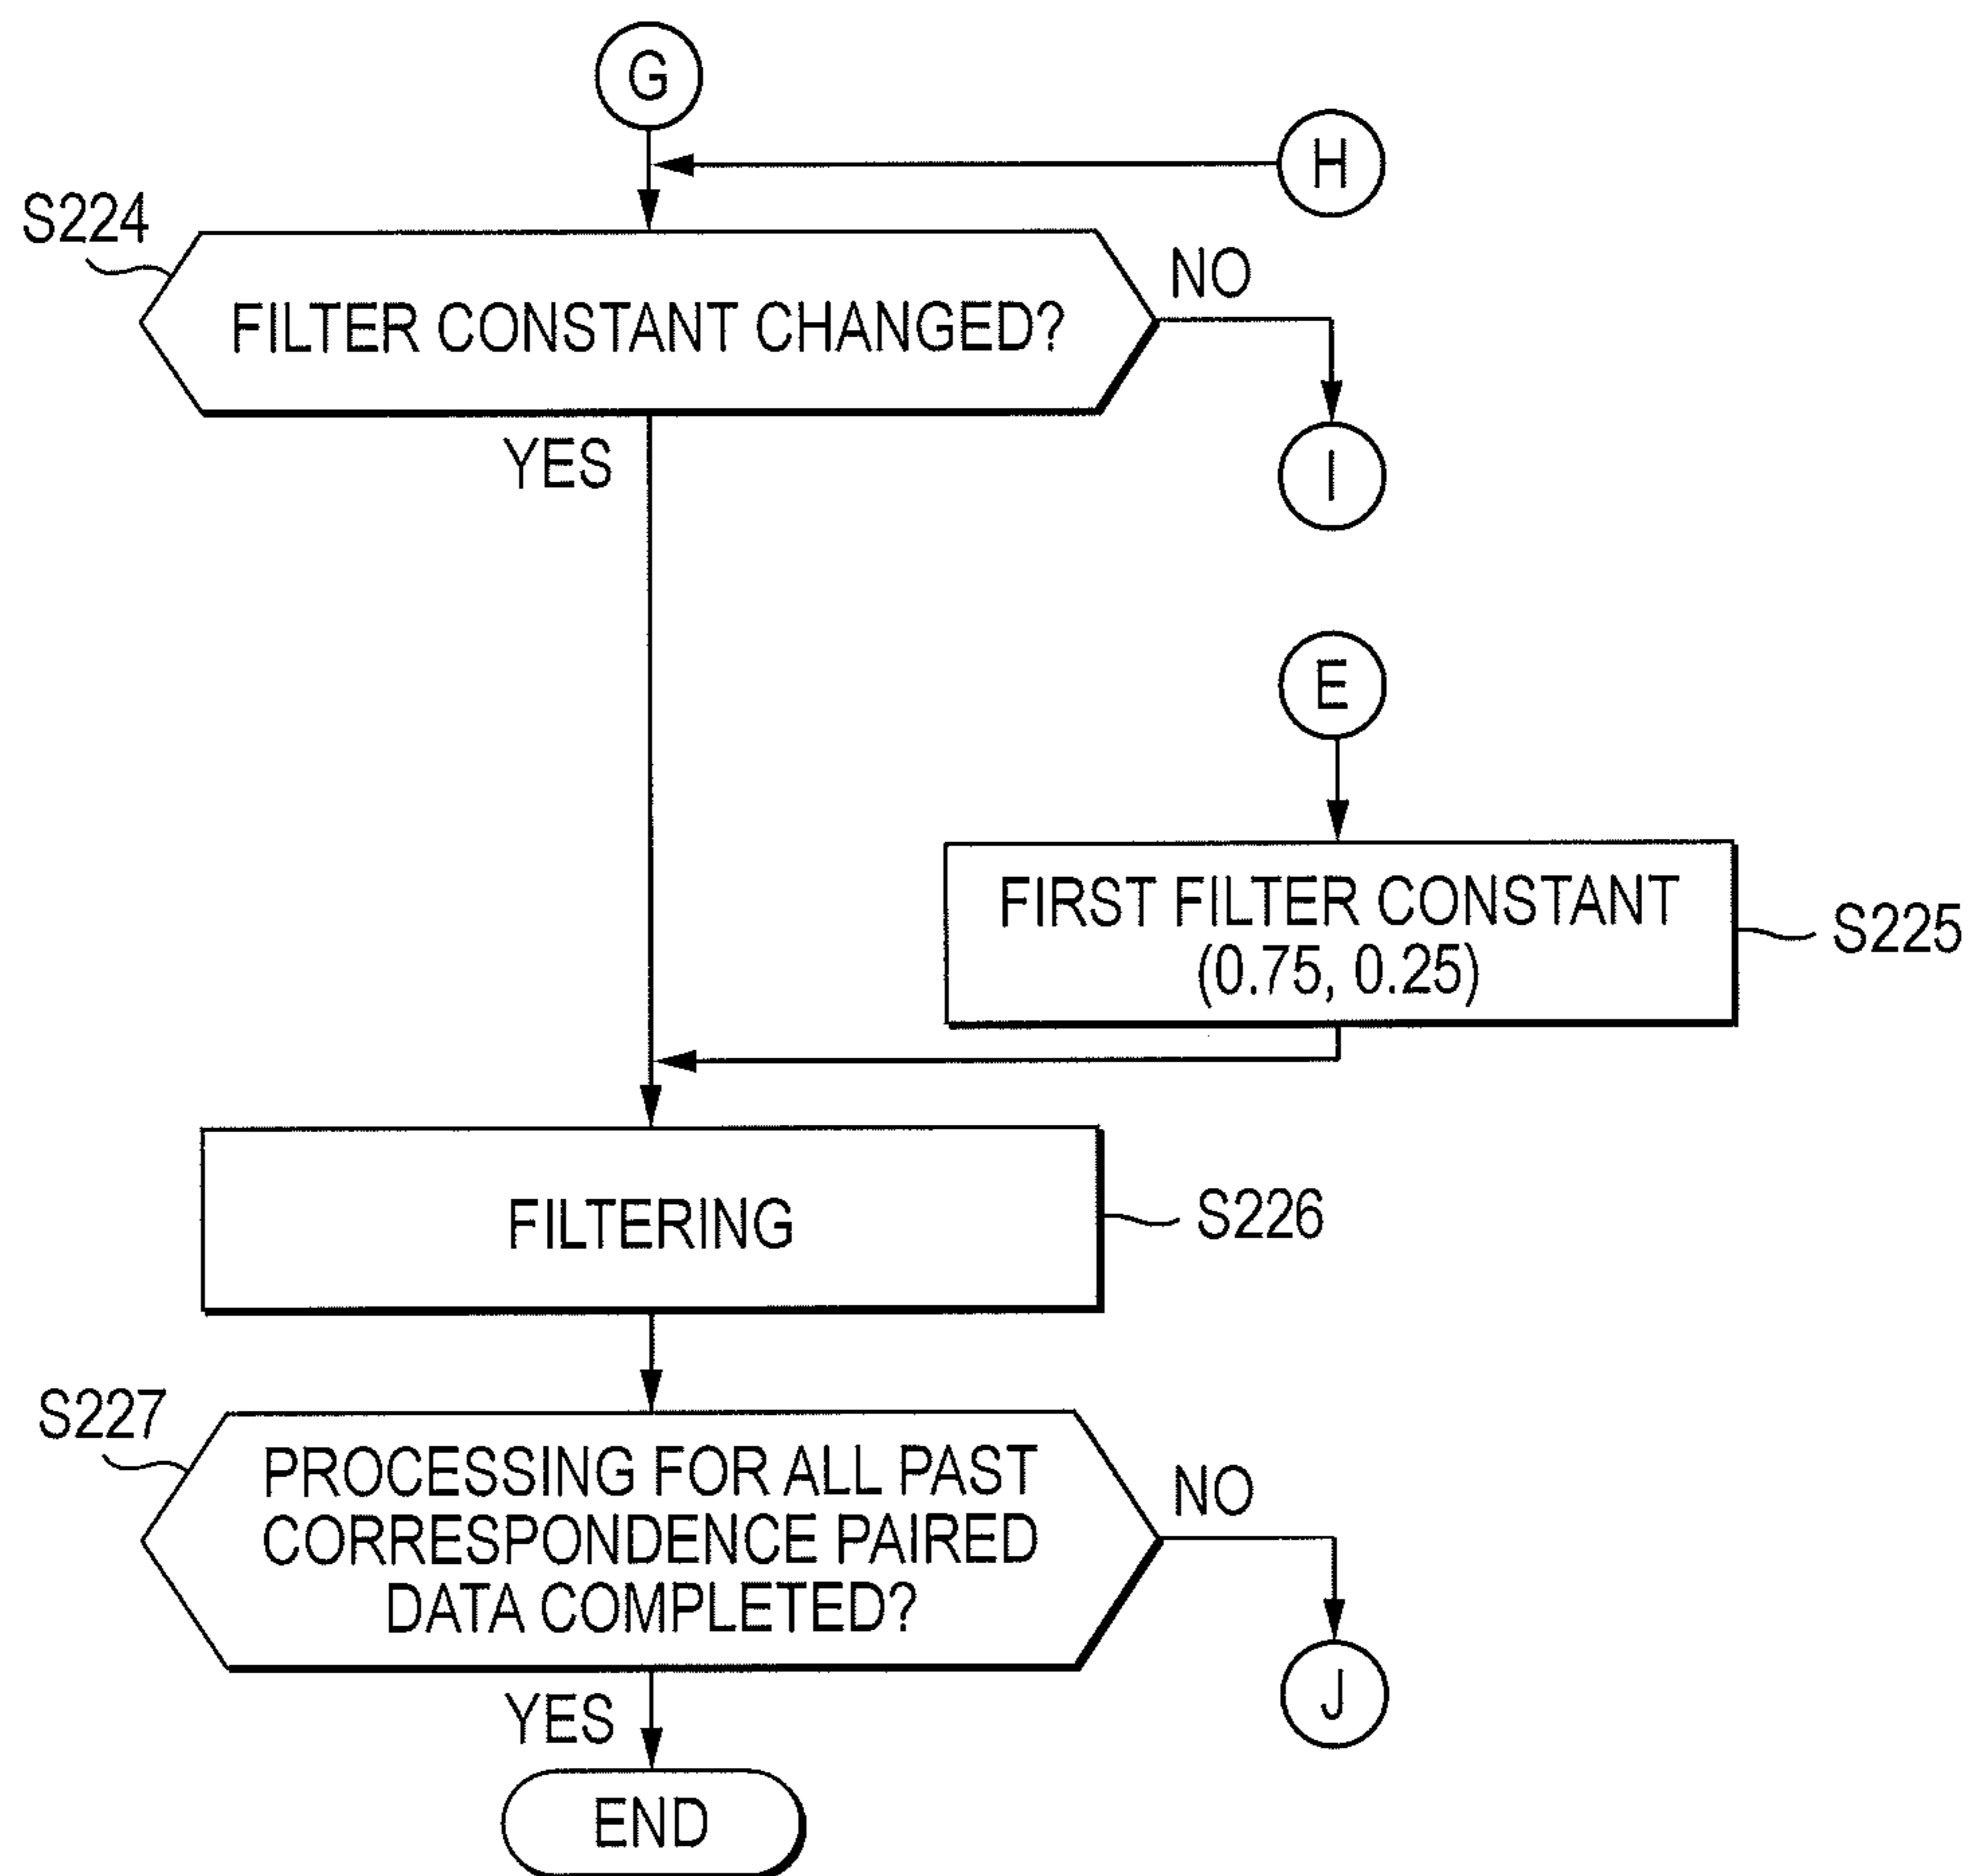 G
H
S224
FILTER CONSTANT CHANGED?
NO
YES
I
E
FIRST FILTER CONSTANT
(0.75, 0.25)
S225
FILTERING
S226
S227
PROCESSING FOR ALL PAST
CORRESPONDENCE PAIRED
DATA COMPLETED?
NO
YES
J
END